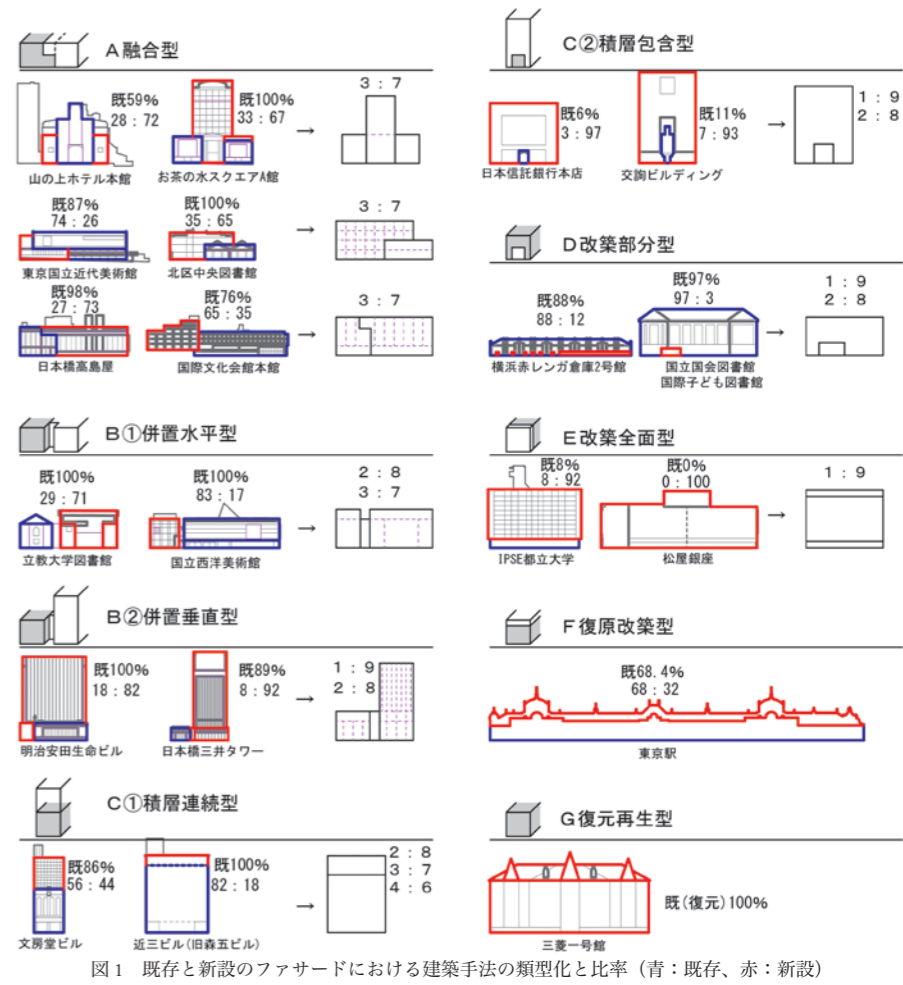 A融合型
既59%
28：72
山の上ホテル本館
既100%
33：67
お茶の水スクエアA館
→
3：7
既87%
74：26
東京国立近代美術館
既100%
35：65
北区中央図書館
→
3：7
既98%
27：73
日本橋高島屋
既76%
65：35
国際文化会館本館
→
3：7
B①併置水平型
既100%
29：71
立教大学図書館
既100%
83：17
国立西洋美術館
→
2：8
3：7
B②併置垂直型
既100%
18：82
明治安田生命ビル
既89%
8：92
日本橋三井タワー
→
1：9
2：8
C①積層連続型
既86%
56：44
文房堂ビル
既100%
82：18
近三ビル(旧森五ビル)
→
2：8
3：7
4：6
C②積層包含型
既6%
3：97
日本信託銀行本店
既11%
7：93
交詢ビルディング
→
1：9
2：8
D改築部分型
既88%
88：12
横浜赤レンガ倉庫2号館
既97%
97：3
国立国会図書館
国際子ども図書館
→
1：9
2：8
E改築全面型
既8%
8：92
IPSE都立大学
既0%
0：100
松屋銀座
→
1：9
F復原改築型
既68.4%
68：32
東京駅
G復元再生型
既(復元)100%
三菱一号館
図1　既存と新設のファサードにおける建築手法の類型化と比率（青：既存、赤：新設）